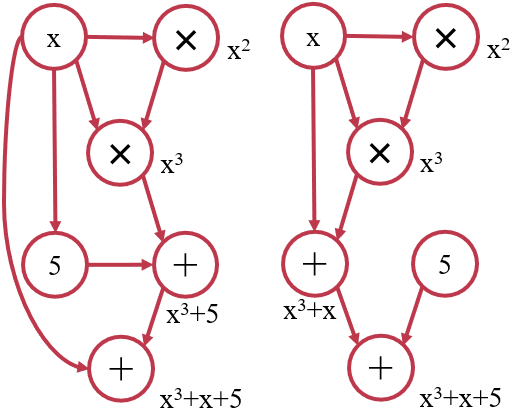 x
×
x²
×
x³
5
+
x³+5
+
x³+x+5
x
×
x²
×
x³
+
5
x³+x
+
x³+x+5